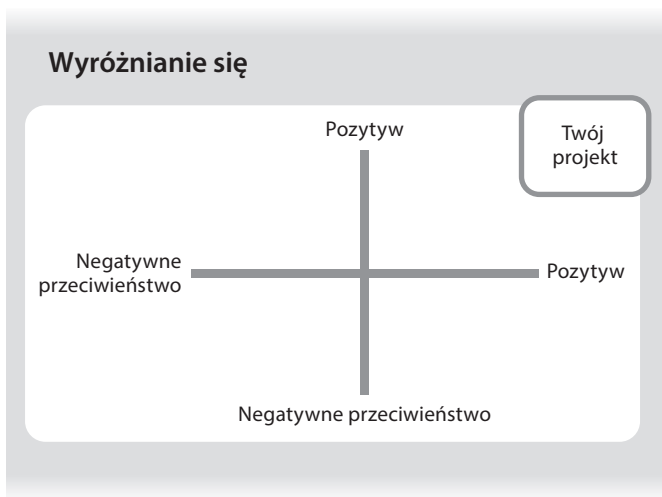 Wyróżnianie się
Pozytyw
Twój
projekt
Negatywne
przeciwieństwo
Pozytyw
Negatywne przeciwieństwo